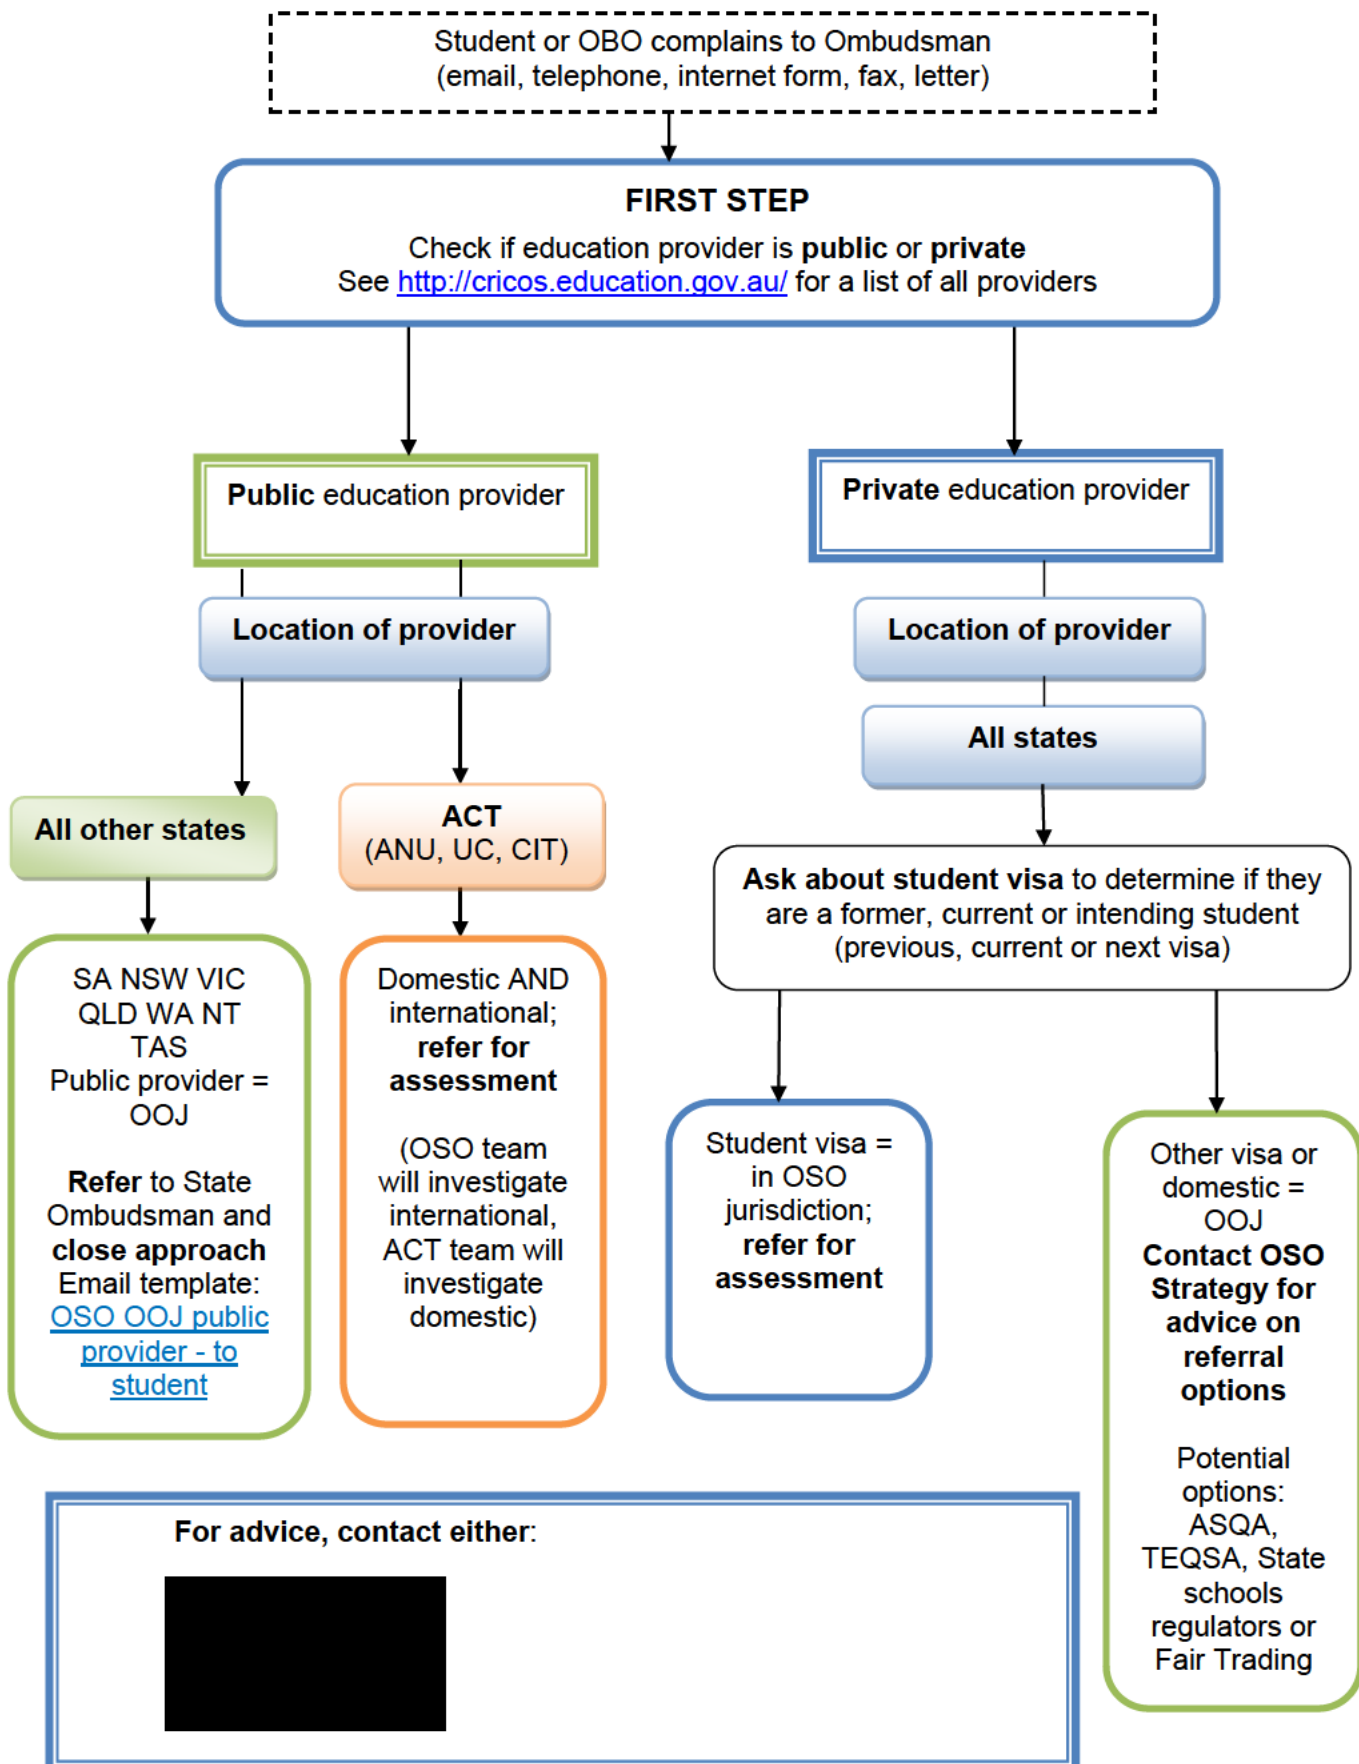 Student or OBO complains to Ombudsman
(email, telephone, internet form, fax, letter)
FIRST STEP
Check if education provider is public or private
See http://cricos.education.gov.au/ for a list of all providers
Public education provider
Private education provider
Location of provider
Location of provider
All states
All other states
ACT
(ANU, UC, CIT)
Ask about student visa to determine if they
are a former, current or intending student
(previous, current or next visa)
SA NSW VIC
QLD WA NT
TAS
Public provider =
OOJ
Refer to State
Ombudsman and
close approach
Email template:
OSO OOJ public
provider - to
student
Domestic AND
international;
refer for
assessment
(OSO team
will investigate
international,
ACT team will
investigate
domestic)
Student visa =
in OSO
jurisdiction;
refer for
assessment
Other visa or
domestic =
OOJ
Contact OSO
Strategy for
advice on
referral
options
Potential
options:
ASQA,
TEQSA, State
schools
regulators or
Fair Trading
For advice, contact either: